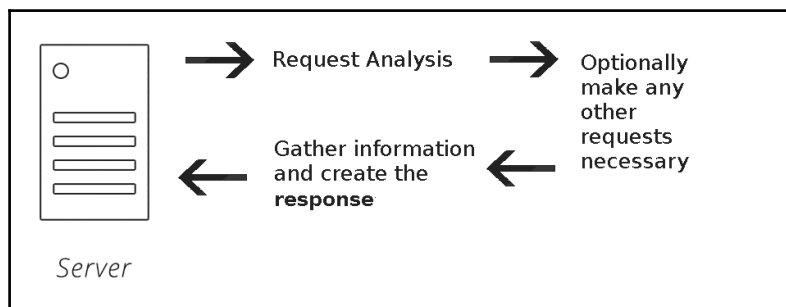 Request Analysis
Optionally
make any
other
requests
necessary
Gather information
and create the
response
Server